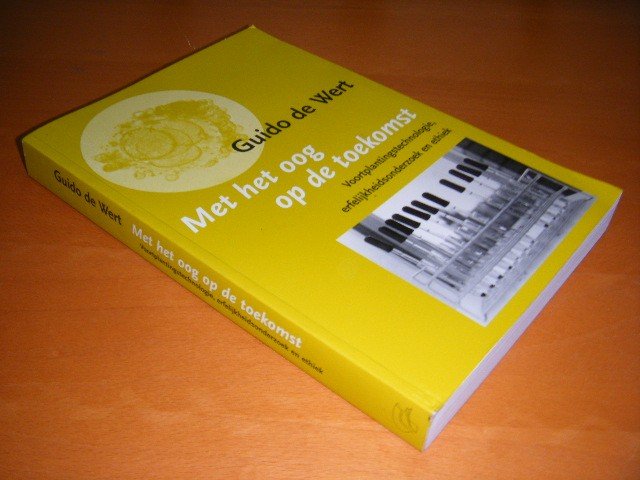 Guido de Wert
Met het oog
op de toekomst
Voortplantingstechnologie,
erfelijkheidsonderzoek en ethiek
Guido de Wert
Met het oog op de toekomst
Voortplantingstechnologie, erfelijkheidsonderzoek en ethiek